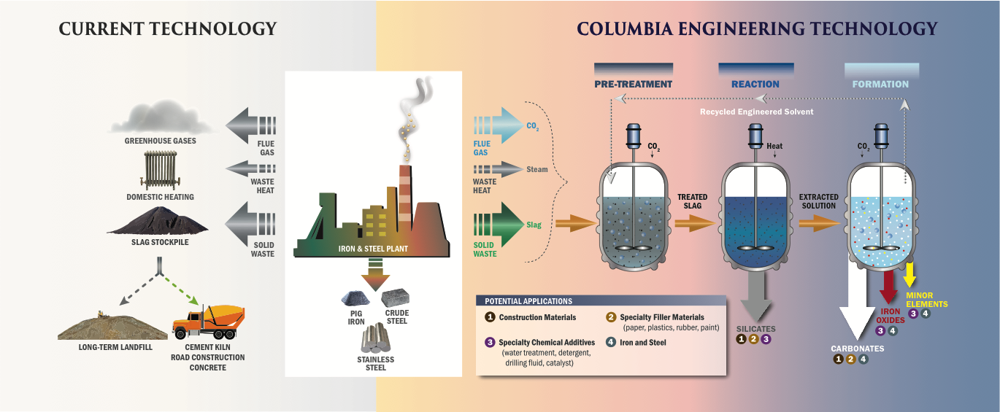 CURRENT TECHNOLOGY
COLUMBIA ENGINEERING TECHNOLOGY
GREENHOUSE GASES
DOMESTIC HEATING
SLAG STOCKPILE
LONG-TERM LANDFILL
CEMENT KILN
ROAD CONSTRUCTION
CONCRETE
FLUE
GAS
WASTE
HEAT
SOLID
WASTE
IRON & STEEL PLANT
PIG
IRON
CRUDE
STEEL
STAINLESS
STEEL
FLUE
GAS
CO₂
WASTE
HEAT
Steam
SOLID
WASTE
Slag
PRE-TREATMENT
REACTION
FORMATION
Recycled Engineered Solvent
CO₂
Heat
CO₂
TREATED
SLAG
EXTRACTED
SOLUTION
SILICATES
1 2 3
CARBONATES
1 2 4
IRON
OXIDES
3 4
MINOR
ELEMENTS
3 4
POTENTIAL APPLICATIONS
1 Construction Materials
2 Specialty Filler Materials
(paper, plastics, rubber, paint)
3 Specialty Chemical Additives
(water treatment, detergent,
drilling fluid, catalyst)
4 Iron and Steel